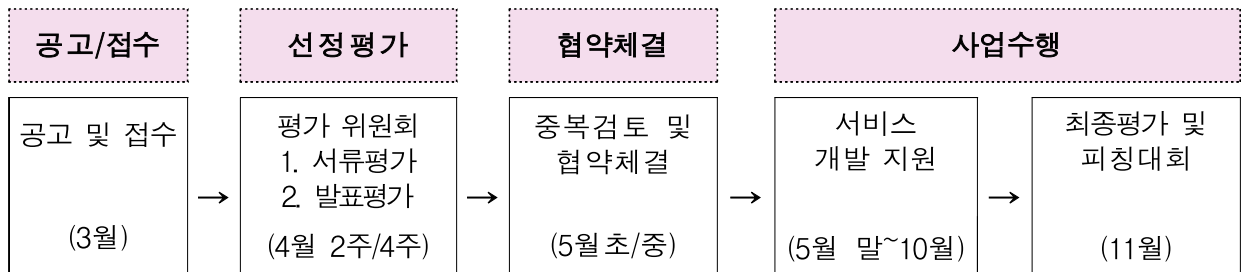 공고/접수
선정평가
협약체결
사업수행
공고 및 접수
(3월)
→
평가 위원회
1. 서류평가
2. 발표평가
(4월 2주/4주)
→
중복검토 및
협약체결
(5월초/중)
→
서비스
개발 지원
(5월 말~10월)
→
최종평가 및
피칭대회
(11월)